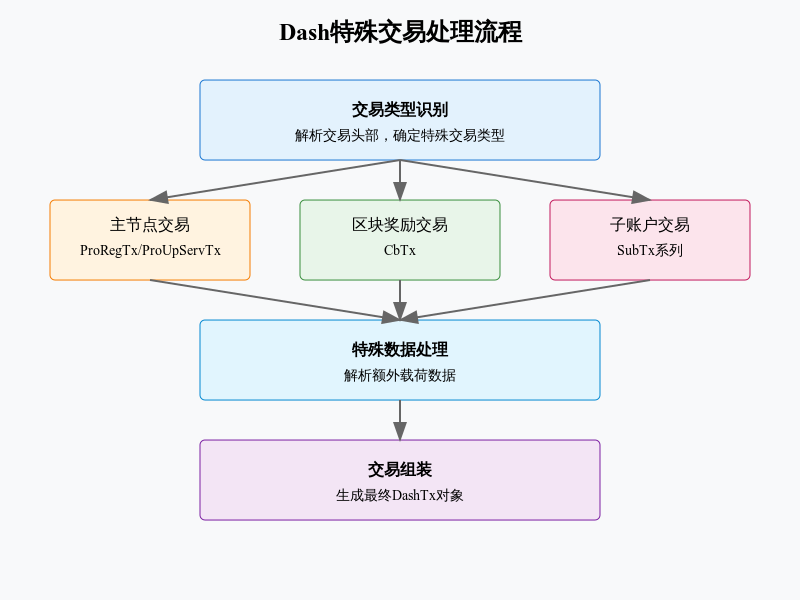 Dash特殊交易处理流程
交易类型识别
解析交易头部，确定特殊交易类型
主节点交易
ProRegTx/ProUpServTx
区块奖励交易
CbTx
子账户交易
SubTx系列
特殊数据处理
解析额外载荷数据
交易组装
生成最终DashTx对象